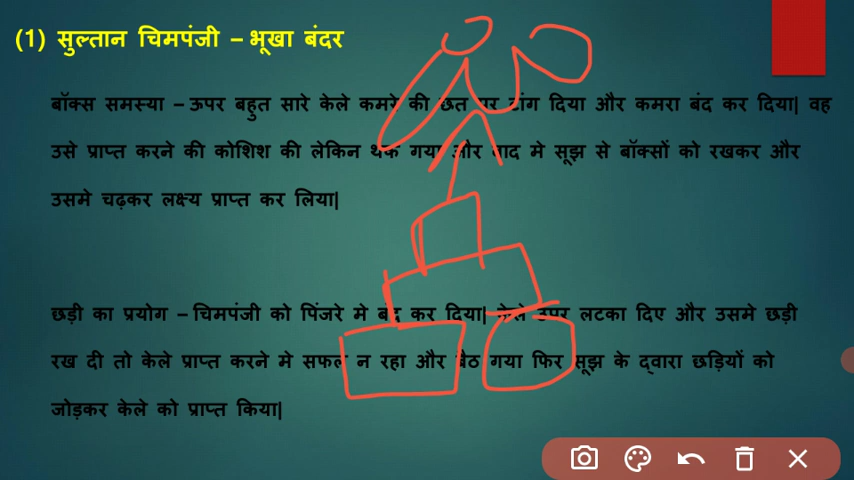 (1) सुल्तान चिमपंजी – भूखा बंदर
बॉक्स समस्या – ऊपर बहुत सारे केले कमरे की छत पर टांग दिया और कमरा बंद कर दिया| वह
उसे प्राप्त करने की कोशिश की लेकिन थक गया और बाद मे सूझ से बॉक्सों को रखकर और
उसमे चढ़कर लक्ष्य प्राप्त कर लिया|
छड़ी का प्रयोग – चिमपंजी को पिंजरे मे बंद कर दिया| केले उपर लटका दिए और उसमे छड़ी
रख दी तो केले प्राप्त करने मे सफल न रहा और बैठ गया फिर सूझ के द्वारा छड़ियों को
जोड़कर केले को प्राप्त किया|